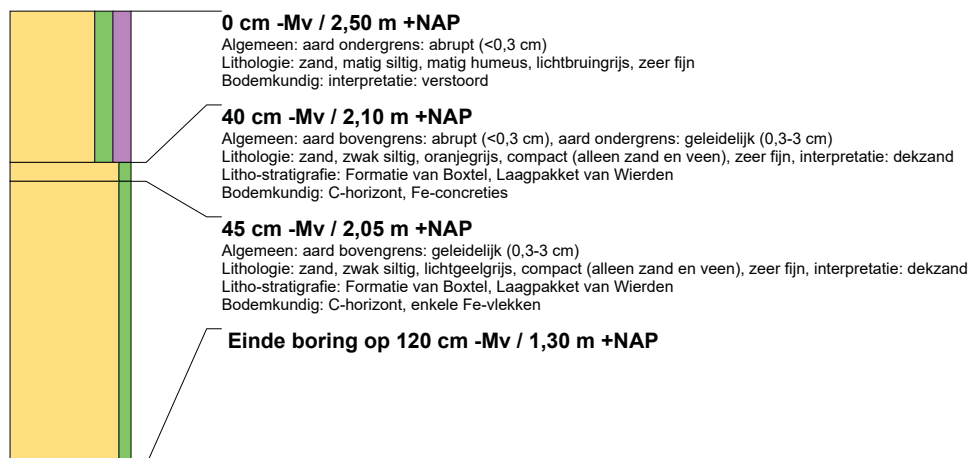 0 cm -Mv / 2,50 m +NAP
Algemeen: aard ondergrens: abrupt (<0,3 cm)
Lithologie: zand, matig siltig, matig humeus, lichtbruingrijs, zeer fijn
Bodemkundig: interpretatie: verstoord
40 cm -Mv / 2,10 m +NAP
Algemeen: aard bovengrens: abrupt (<0,3 cm), aard ondergrens: geleidelijk (0,3-3 cm)
Lithologie: zand, zwak siltig, oranjegrijs, compact (alleen zand en veen), zeer fijn, interpretatie: dekzand
Litho-stratigrafie: Formatie van Boxtel, Laagpakket van Wierden
Bodemkundig: C-horizont, Fe-concreties
45 cm -Mv / 2,05 m +NAP
Algemeen: aard bovengrens: geleidelijk (0,3-3 cm)
Lithologie: zand, zwak siltig, lichtgeelgrijs, compact (alleen zand en veen), zeer fijn, interpretatie: dekzand
Litho-stratigrafie: Formatie van Boxtel, Laagpakket van Wierden
Bodemkundig: C-horizont, enkele Fe-vlekken
Einde boring op 120 cm -Mv / 1,30 m +NAP